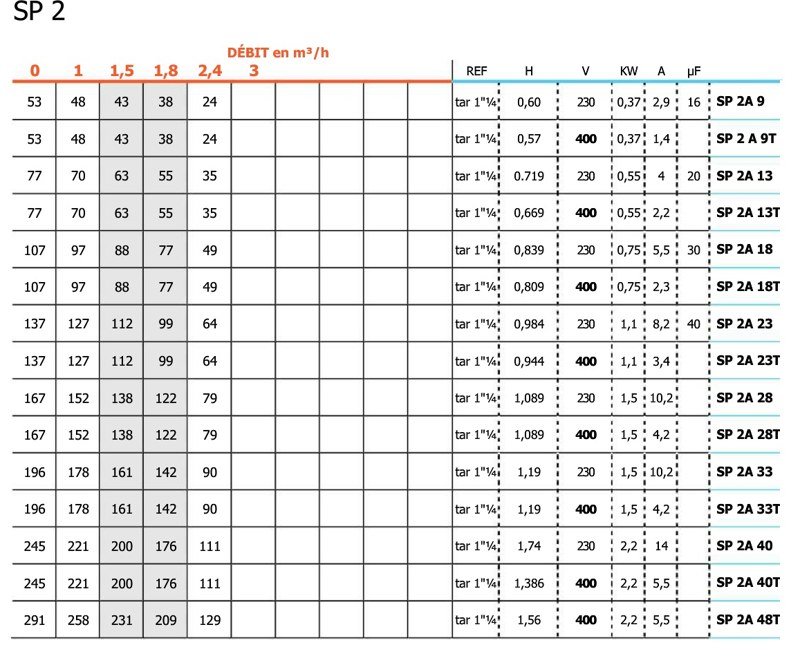 SP 2
DÉBIT en m³/h
0 1 1,5 1,8 2,4 3 REF H V KW A µF
53 48 43 38 24 tar 1"¼ 0,60 230 0,37 2,9 16 SP 2A 9
53 48 43 38 24 tar 1"¼ 0,57 400 0,37 1,4 SP 2 A 9T
77 70 63 55 35 tar 1"¼ 0.719 230 0,55 4 20 SP 2A 13
77 70 63 55 35 tar 1"¼ 0,669 400 0,55 2,2 SP 2A 13T
107 97 88 77 49 tar 1"¼ 0,839 230 0,75 5,5 30 SP 2A 18
107 97 88 77 49 tar 1"¼ 0,809 400 0,75 2,3 SP 2A 18T
137 127 112 99 64 tar 1"¼ 0,984 230 1,1 8,2 40 SP 2A 23
137 127 112 99 64 tar 1"¼ 0,944 400 1,1 3,4 SP 2A 23T
167 152 138 122 79 tar 1"¼ 1,089 230 1,5 10,2 SP 2A 28
167 152 138 122 79 tar 1"¼ 1,089 400 1,5 4,2 SP 2A 28T
196 178 161 142 90 tar 1"¼ 1,19 230 1,5 10,2 SP 2A 33
196 178 161 142 90 tar 1"¼ 1,19 400 1,5 4,2 SP 2A 33T
245 221 200 176 111 tar 1"¼ 1,74 230 2,2 14 SP 2A 40
245 221 200 176 111 tar 1"¼ 1,386 400 2,2 5,5 SP 2A 40T
291 258 231 209 129 tar 1"¼ 1,56 400 2,2 5,5 SP 2A 48T